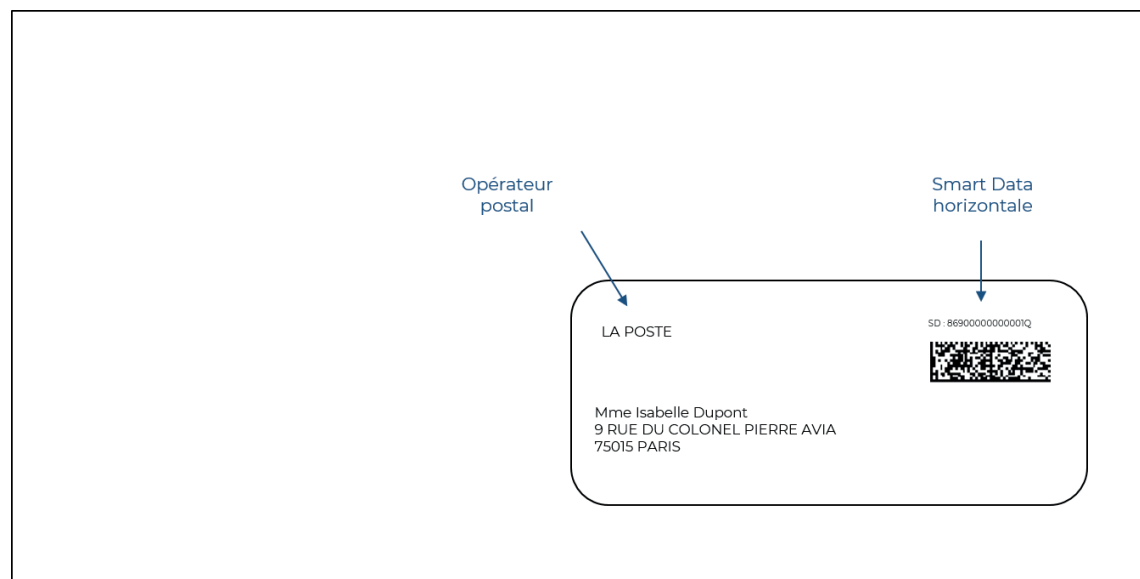 Opérateur
postal
Smart Data
horizontale
LA POSTE
SD : 86900000000001Q
Mme Isabelle Dupont
9 RUE DU COLONEL PIERRE AVIA
75015 PARIS